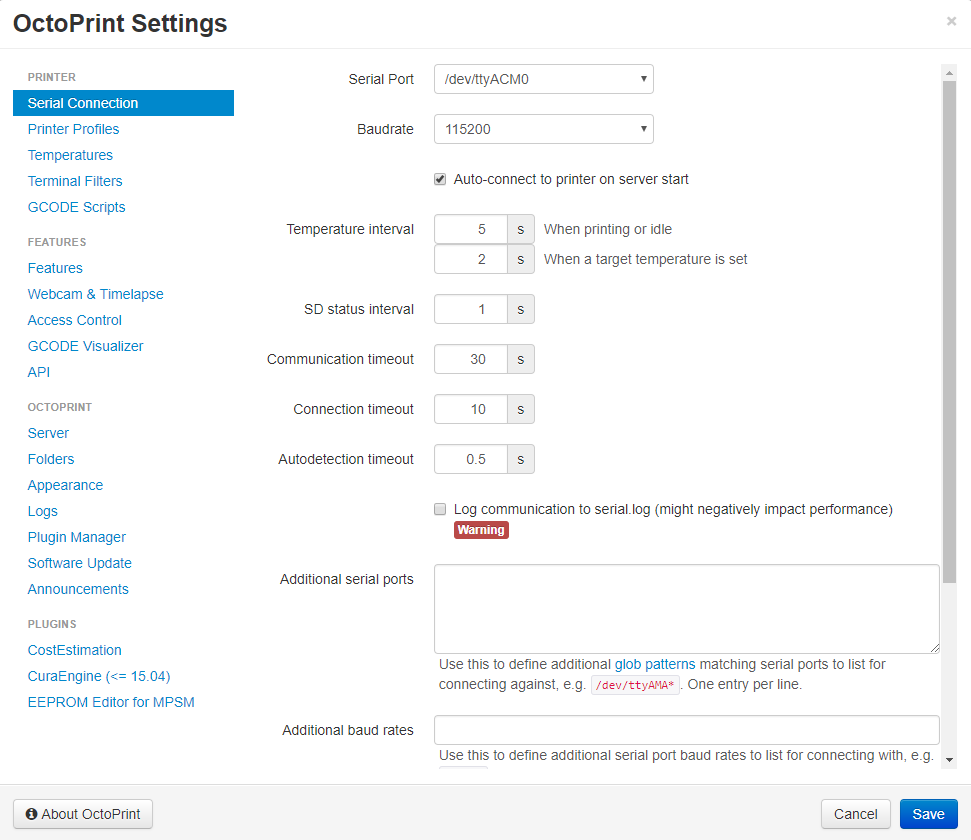 OctoPrint Settings
×
PRINTER
Serial Connection
Printer Profiles
Temperatures
Terminal Filters
GCODE Scripts
FEATURES
Features
Webcam & Timelapse
Access Control
GCODE Visualizer
API
OCTOPRINT
Server
Folders
Appearance
Logs
Plugin Manager
Software Update
Announcements
PLUGINS
CostEstimation
CuraEngine (<= 15.04)
EEPROM Editor for MPSM
Serial Port /dev/ttyACM0
Baudrate 115200
Auto-connect to printer on server start
Temperature interval 5 s When printing or idle
2 s When a target temperature is set
SD status interval 1 s
Communication timeout 30 s
Connection timeout 10 s
Autodetection timeout 0.5 s
Log communication to serial.log (might negatively impact performance)
Warning
Additional serial ports
Use this to define additional glob patterns matching serial ports to list for
connecting against, e.g. /dev/ttyAMA* . One entry per line.
Additional baud rates
Use this to define additional serial port baud rates to list for connecting with, e.g.
About OctoPrint
Cancel
Save